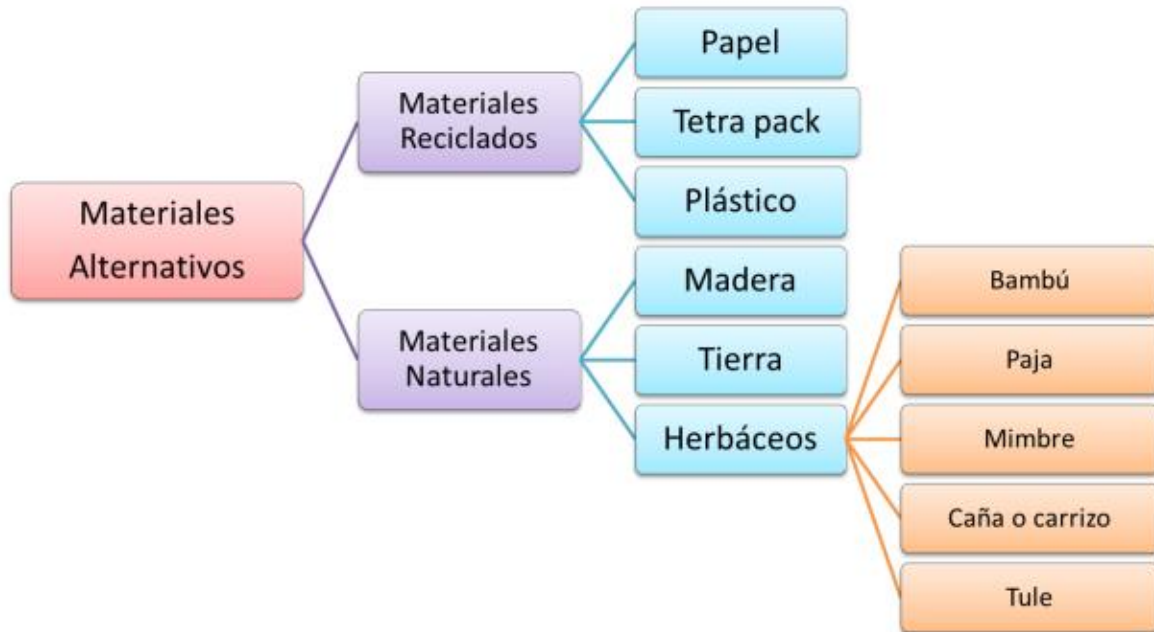 Materiales
Alternativos
Materiales
Reciclados
Papel
Tetra pack
Plástico
Materiales
Naturales
Madera
Tierra
Herbáceos
Bambú
Paja
Mimbre
Caña o carrizo
Tule